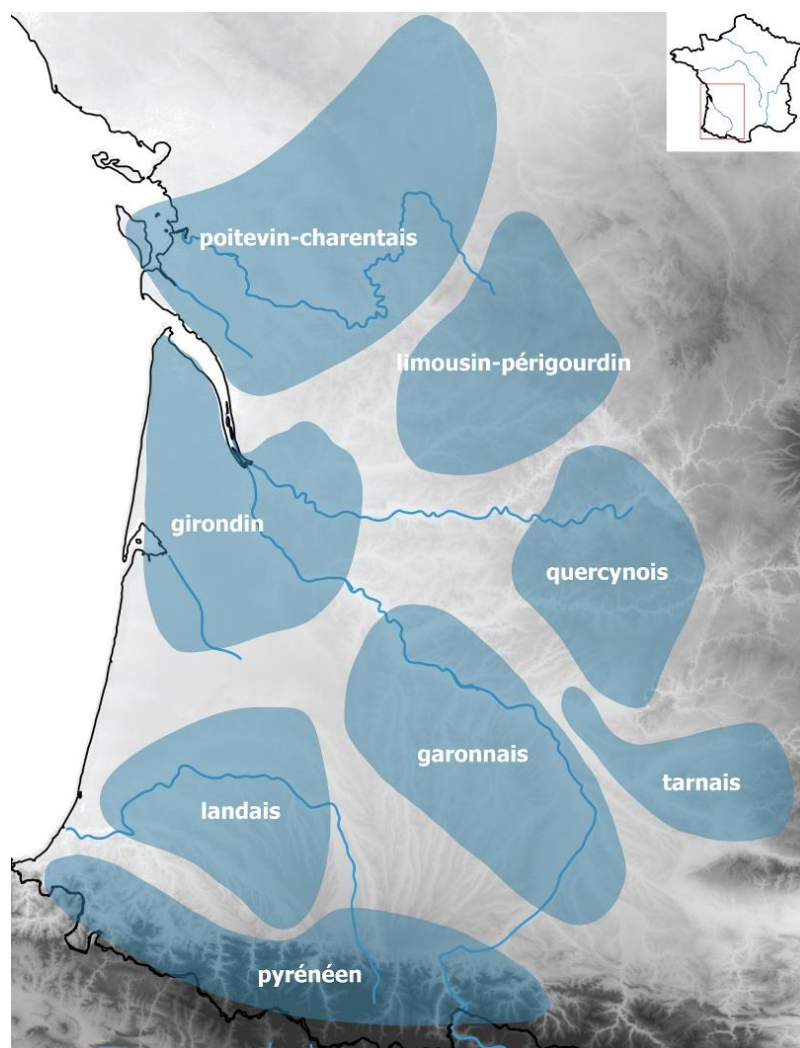 poitevin-charentais
limousin-périgourdin
girondin
quercynois
garonnais
tarnais
landais
pyrénéen